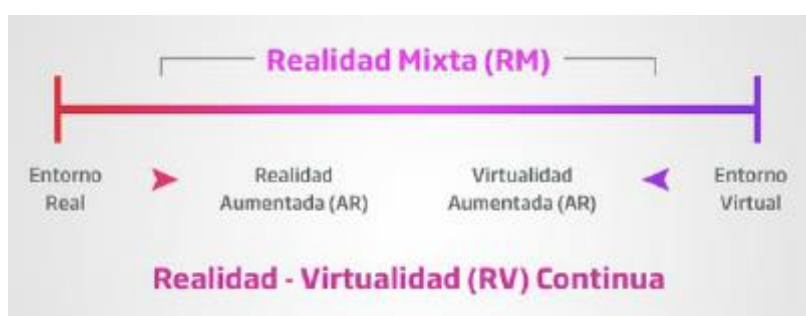 Realidad Mixta (RM)
Entorno
Real
Realidad
Aumentada (AR)
Virtualidad
Aumentada (AR)
Entorno
Virtual
Realidad - Virtualidad (RV) Continua